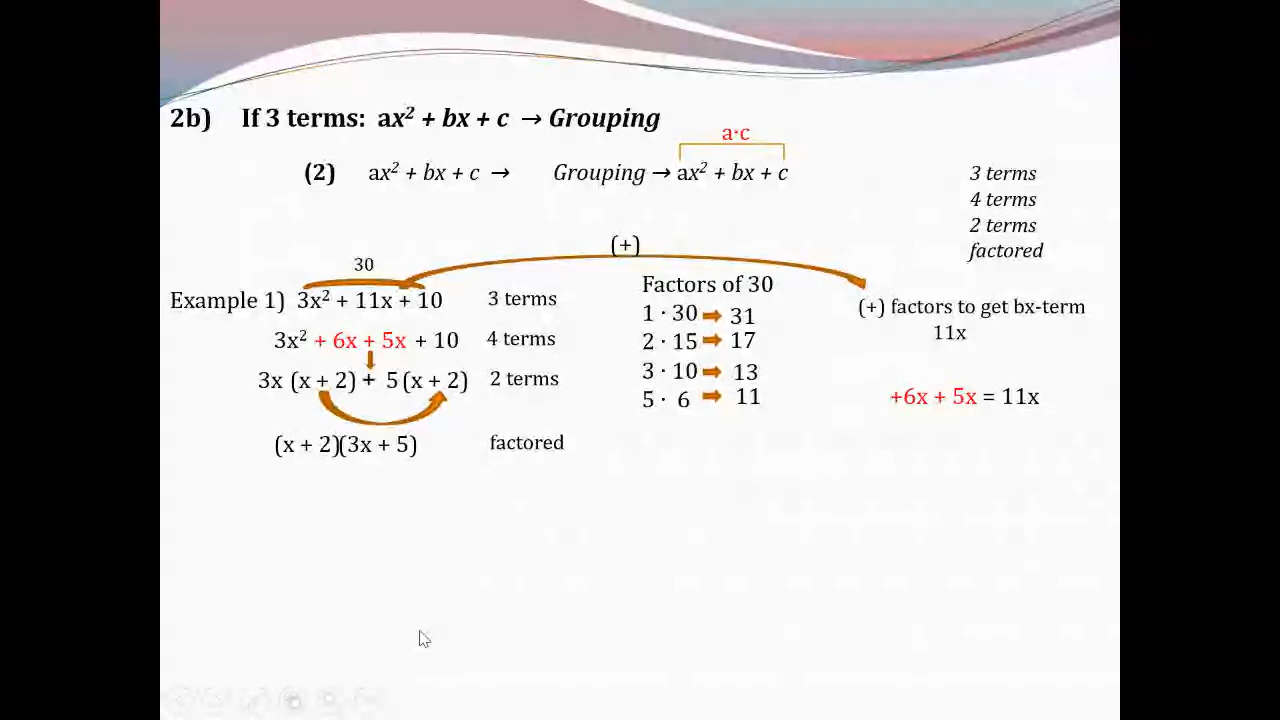 2b) If 3 terms: ax² + bx + c → Grouping
a·c
(2) ax² + bx + c → Grouping → ax² + bx + c
3 terms
4 terms
2 terms
factored
(+)
30
Example 1) 3x² + 11x + 10 3 terms
3x² + 6x + 5x + 10 4 terms
3x (x + 2) + 5 (x + 2) 2 terms
(x + 2)(3x + 5) factored
Factors of 30
1 · 30 31
2 · 15 17
3 · 10 13
5 · 6 11
(+) factors to get bx-term
11x
+6x + 5x = 11x